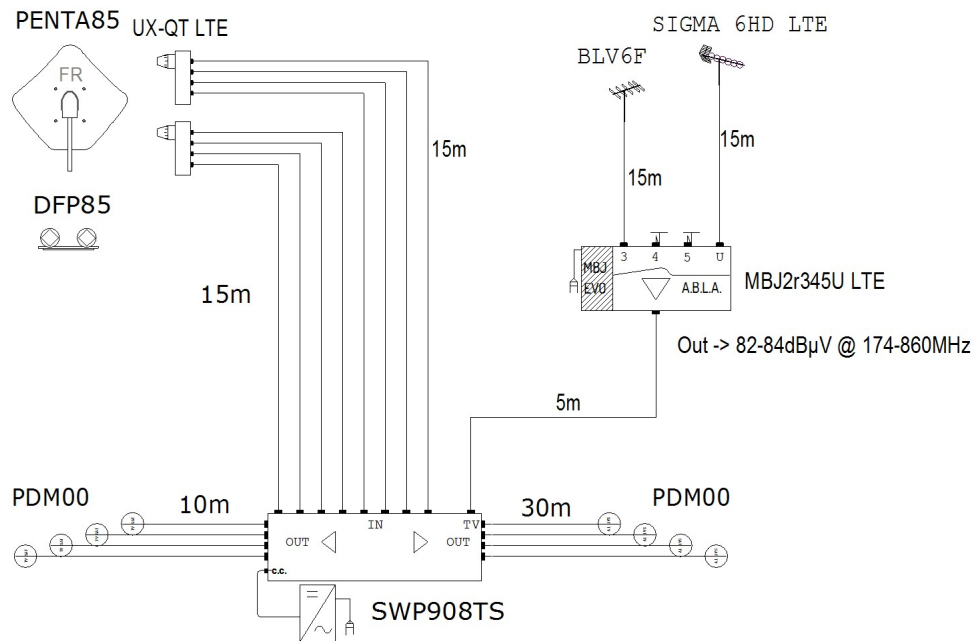 PENTA85
UX-QT LTE
SIGMA 6HD LTE
BLV6F
FR
15m
15m
15m
DFP85
3 4 5 U
MBJ
EVO
A.B.L.A.
MBJ2r345U LTE
15m
Out -> 82-84dBµV @ 174-860MHz
5m
PDM00
10m
30m
PDM00
IN
TV
OUT
OUT
c.c.
SWP908TS